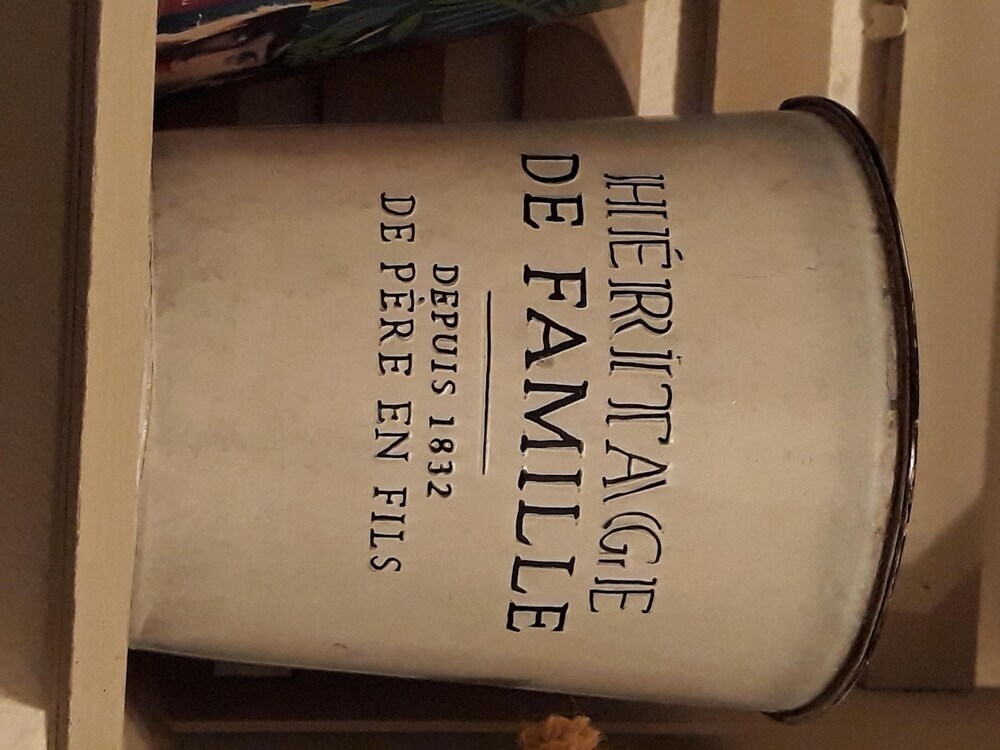 HÉRITAGE
DE FAMILLE
DEPUIS 1832
DE PÈRE EN FILS